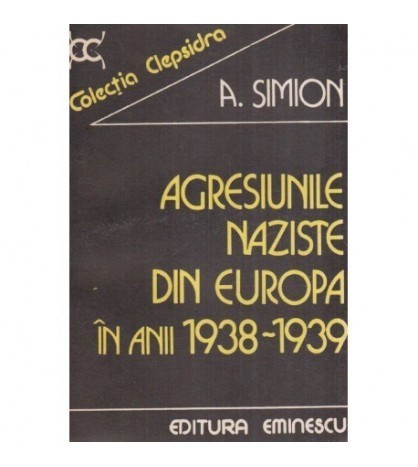 Colecția Clepsidra
A. SIMION
AGRESIUNILE
NAZISTE
DIN EUROPA
ÎN ANII 1938-1939
EDITURA EMINESCU